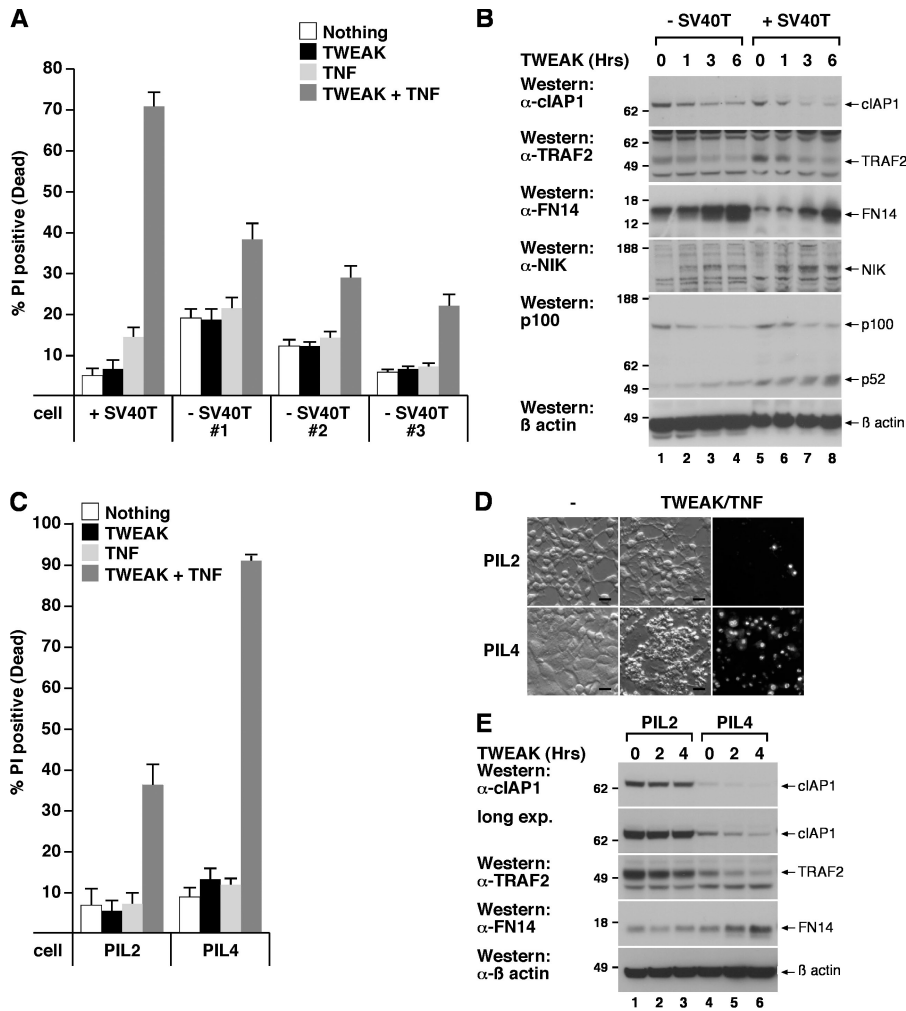 A
Nothing
TWEAK
TNF
TWEAK + TNF
% PI positive (Dead)
80
70
60
50
40
30
20
10
cell
+ SV40T
- SV40T #1
- SV40T #2
- SV40T #3
B
- SV40T + SV40T
TWEAK (Hrs) 0 1 3 6 0 1 3 6
Western:
α-cIAP1
62
cIAP1
Western:
α-TRAF2
62
49
TRAF2
Western:
α-FN14
18
12
FN14
Western:
α-NIK
188
NIK
Western:
p100
188
62
49
p100
p52
Western:
ß actin
49
ß actin
1 2 3 4 5 6 7 8
C
Nothing
TWEAK
TNF
TWEAK + TNF
% PI positive (Dead)
100
90
80
70
60
50
40
30
20
10
cell
PIL2
PIL4
D
- TWEAK/TNF
PIL2
PIL4
E
PIL2 PIL4
TWEAK (Hrs) 0 2 4 0 2 4
Western:
α-cIAP1
62
cIAP1
long exp.
62
cIAP1
Western:
α-TRAF2
49
TRAF2
Western:
α-FN14
18
FN14
Western:
α-ß actin
49
ß actin
1 2 3 4 5 6